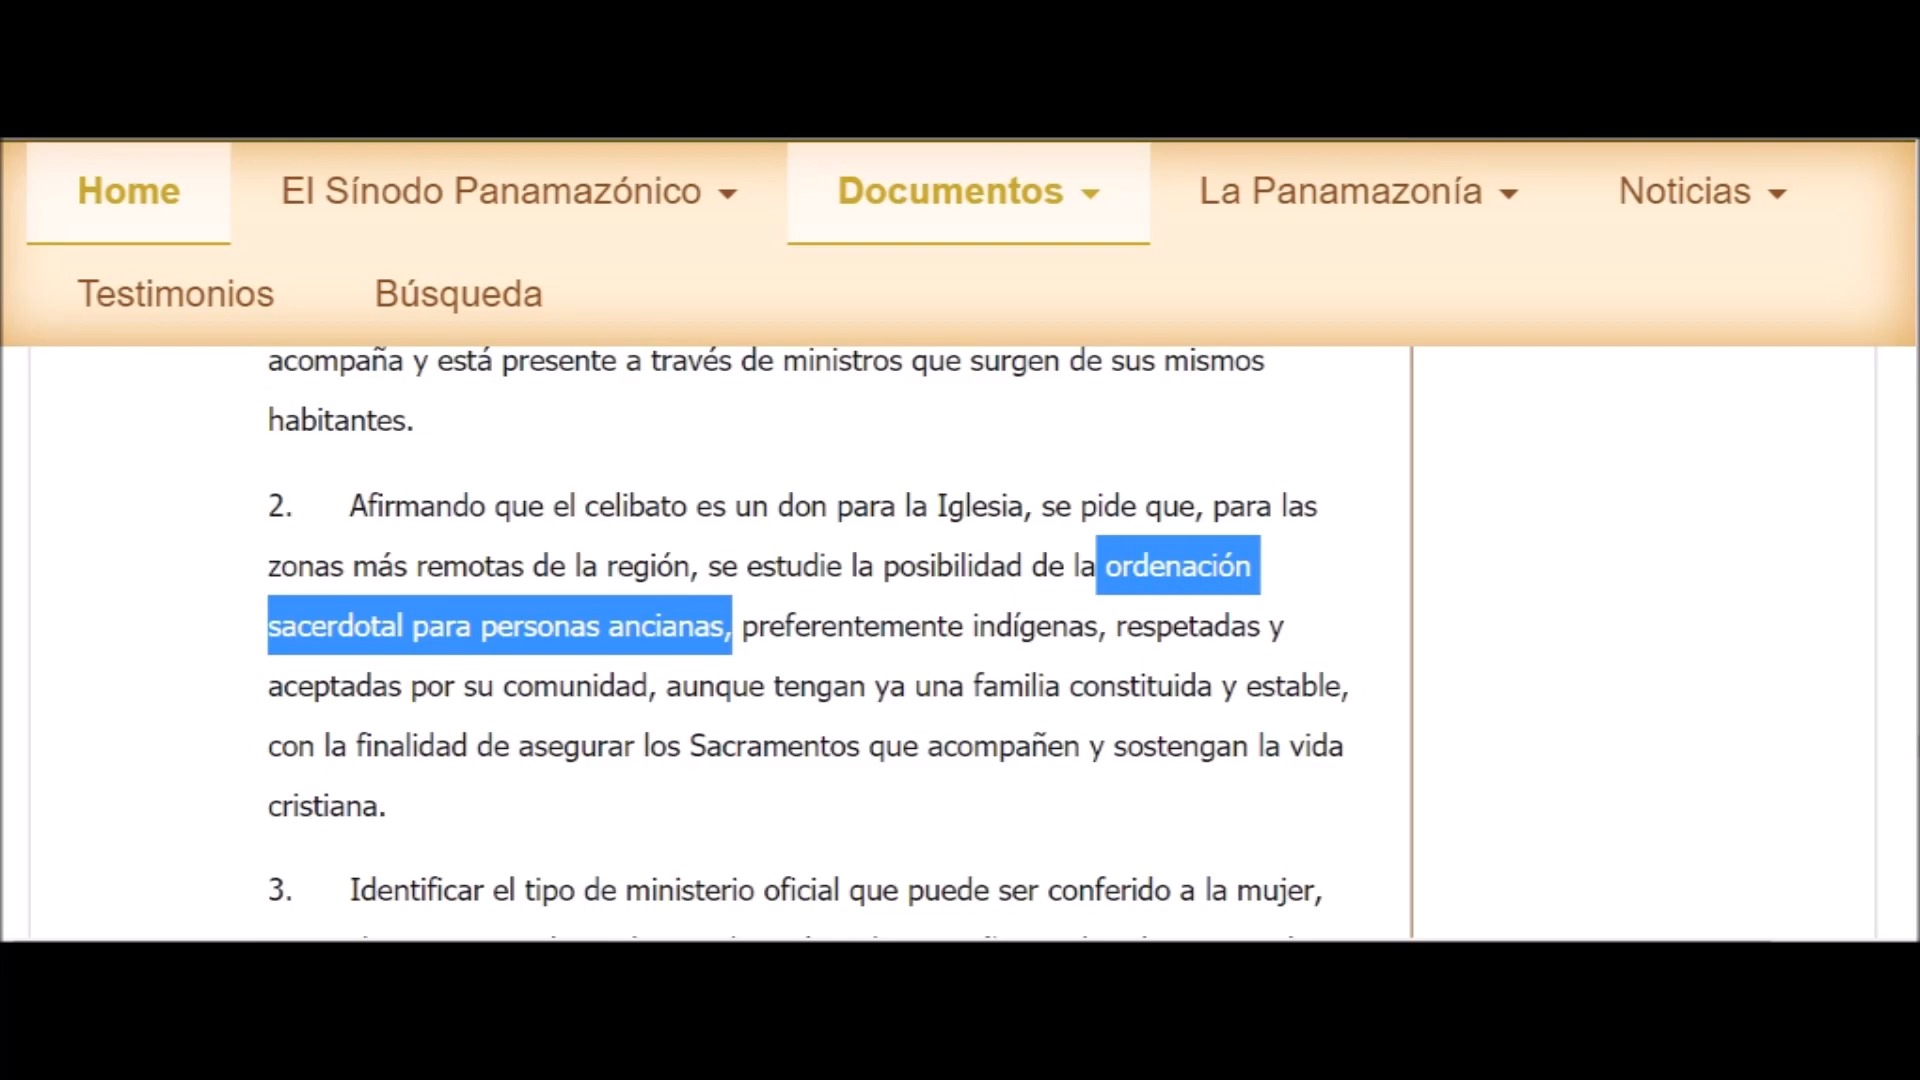 Home El Sínodo Panamazónico Documentos La Panamazonía Noticias
Testimonios Búsqueda
acompaña y está presente a través de ministros que surgen de sus mismos
habitantes.
2. Afirmando que el celibato es un don para la Iglesia, se pide que, para las
zonas más remotas de la región, se estudie la posibilidad de la ordenación
sacerdotal para personas ancianas, preferentemente indígenas, respetadas y
aceptadas por su comunidad, aunque tengan ya una familia constituida y estable,
con la finalidad de asegurar los Sacramentos que acompañen y sostengan la vida
cristiana.
3. Identificar el tipo de ministerio oficial que puede ser conferido a la mujer,